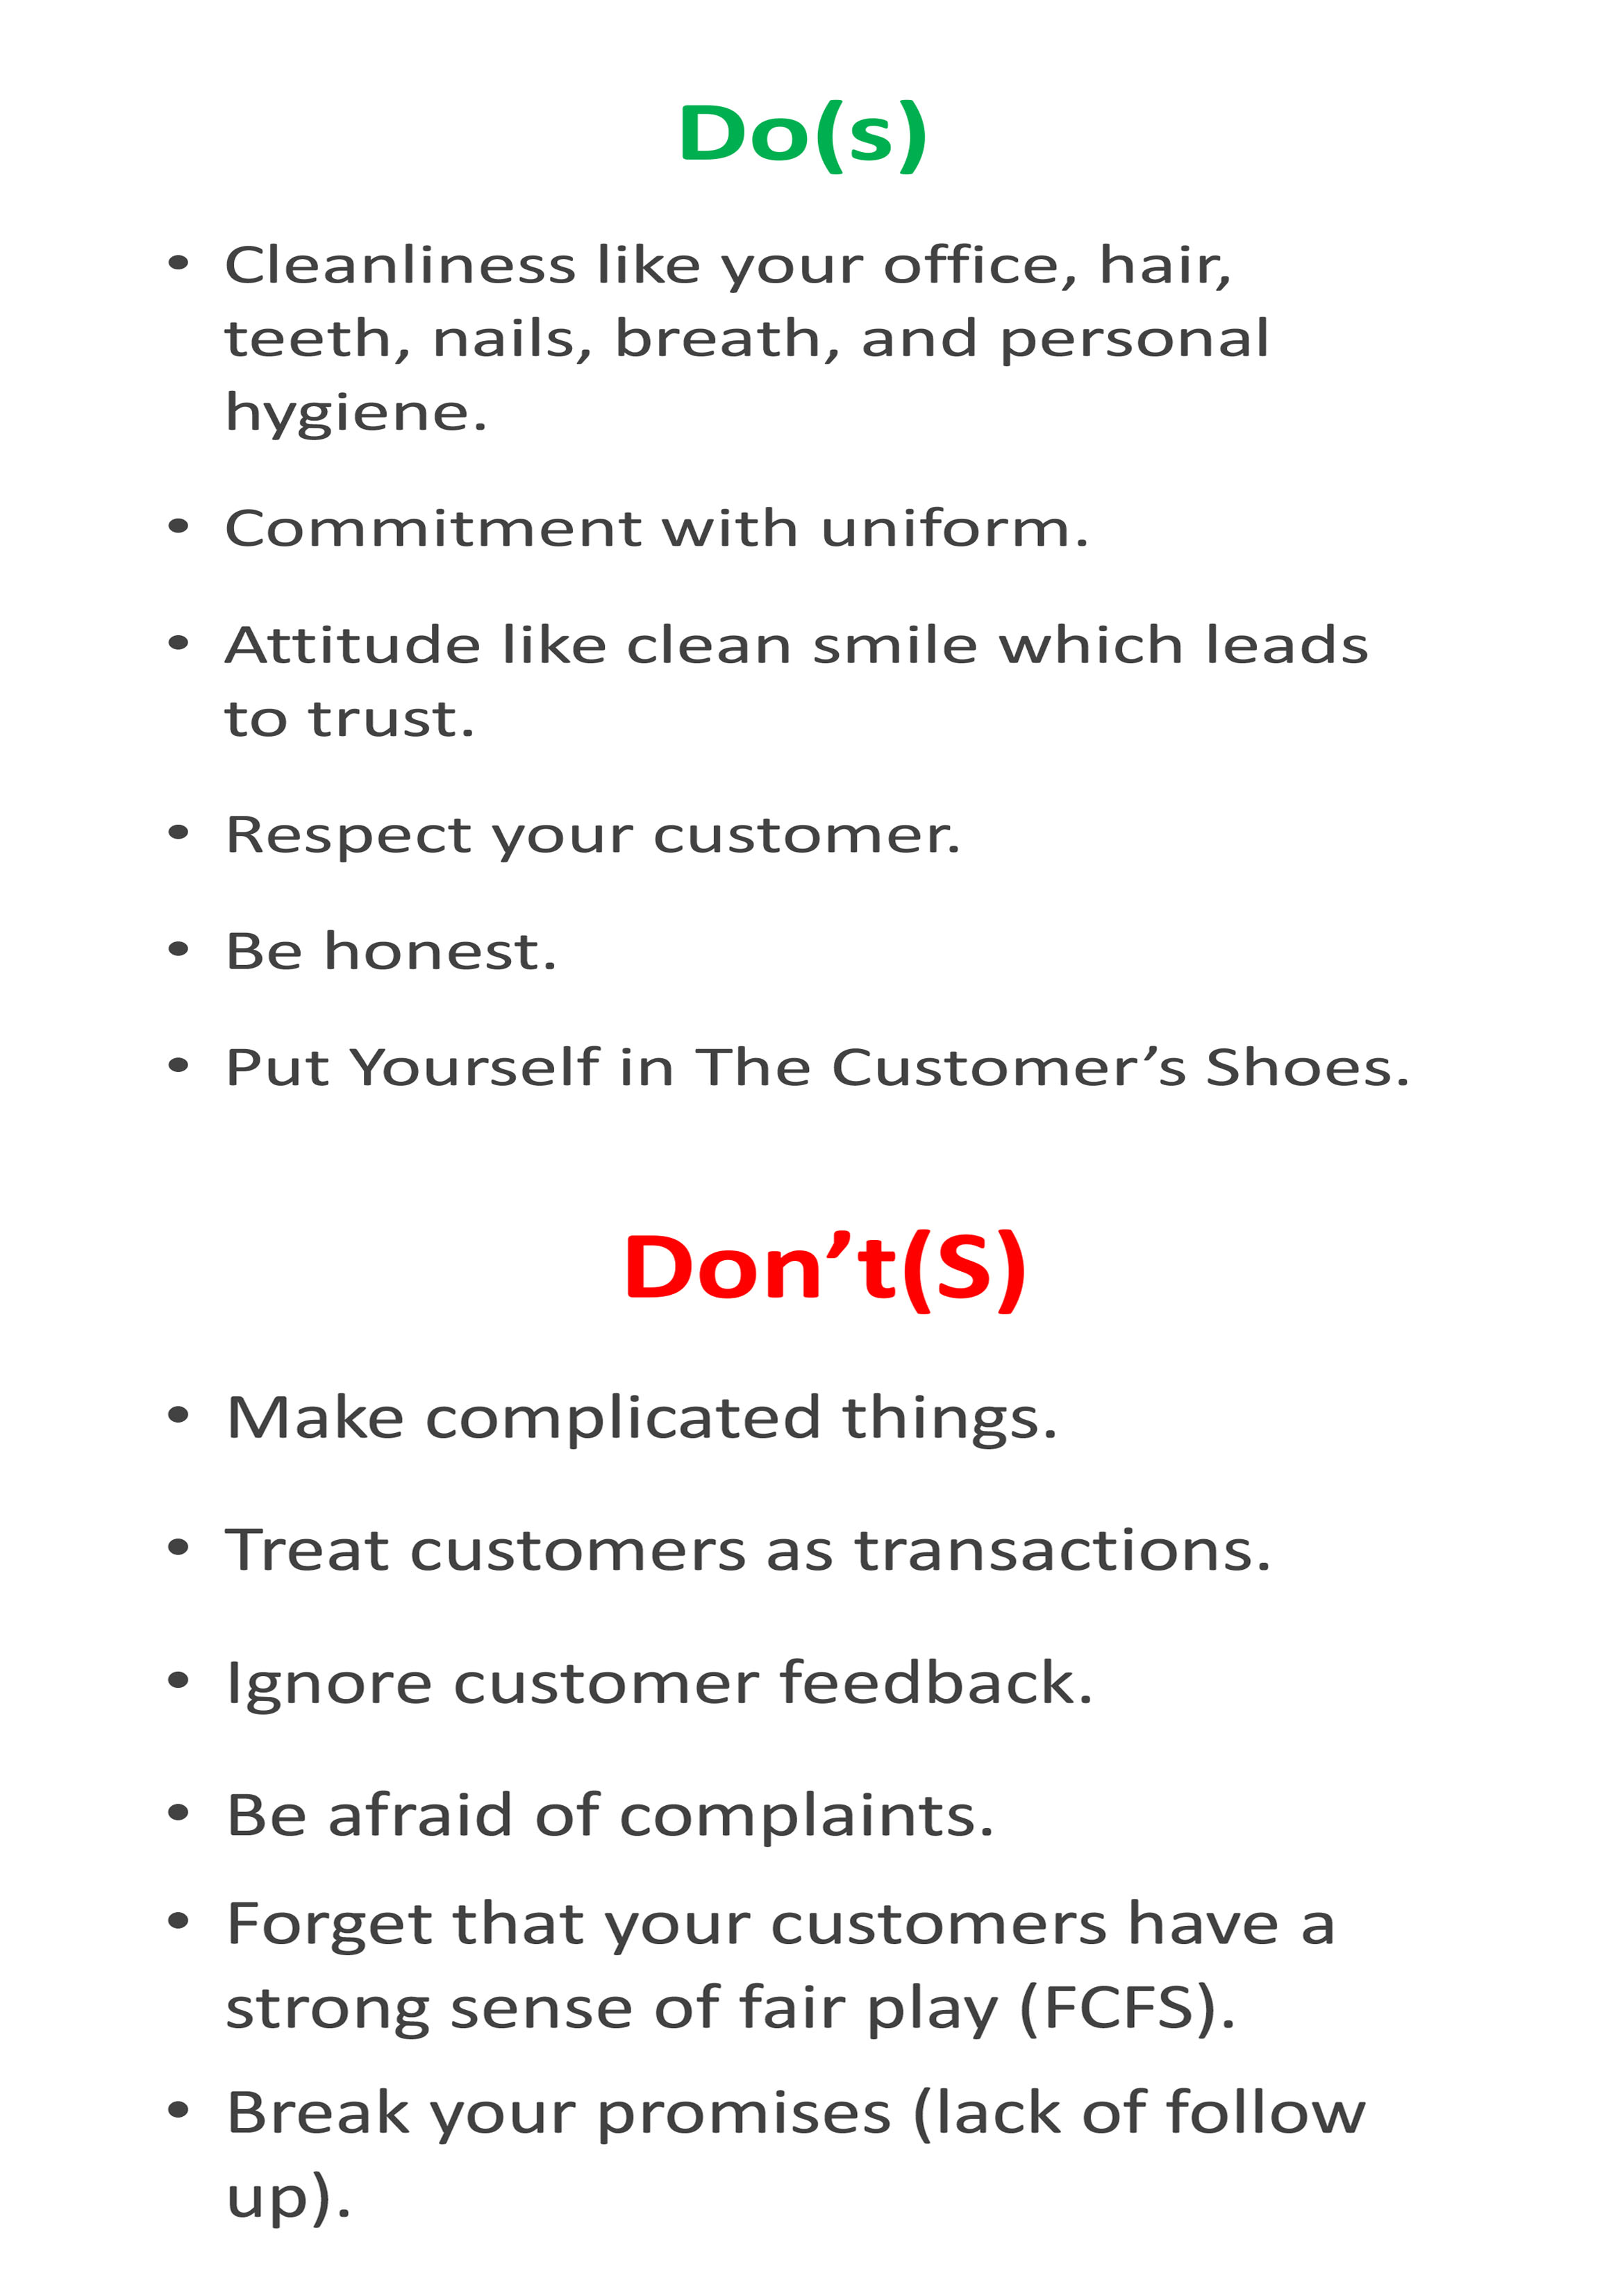 Do(s)
• Cleanliness like your office, hair,
teeth, nails, breath, and personal
hygiene.
• Commitment with uniform.
• Attitude like clean smile which leads
to trust.
• Respect your customer.
• Be honest.
• Put Yourself in The Customer’s Shoes.
Don’t(S)
• Make complicated things.
• Treat customers as transactions.
• Ignore customer feedback.
• Be afraid of complaints.
• Forget that your customers have a
strong sense of fair play (FCFS).
• Break your promises (lack of follow
up).